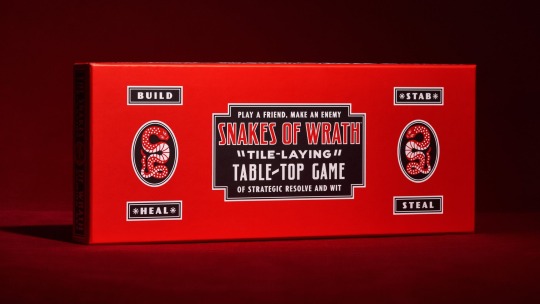 BUILD
*STAB*
PLAY A FRIEND. MAKE AN ENEMY
SNAKES OF WRATH
"TILE-LAYING"
TABLE-TOP GAME
OF STRATEGIC RESOLVE AND WIT
*HEAL*
STEAL